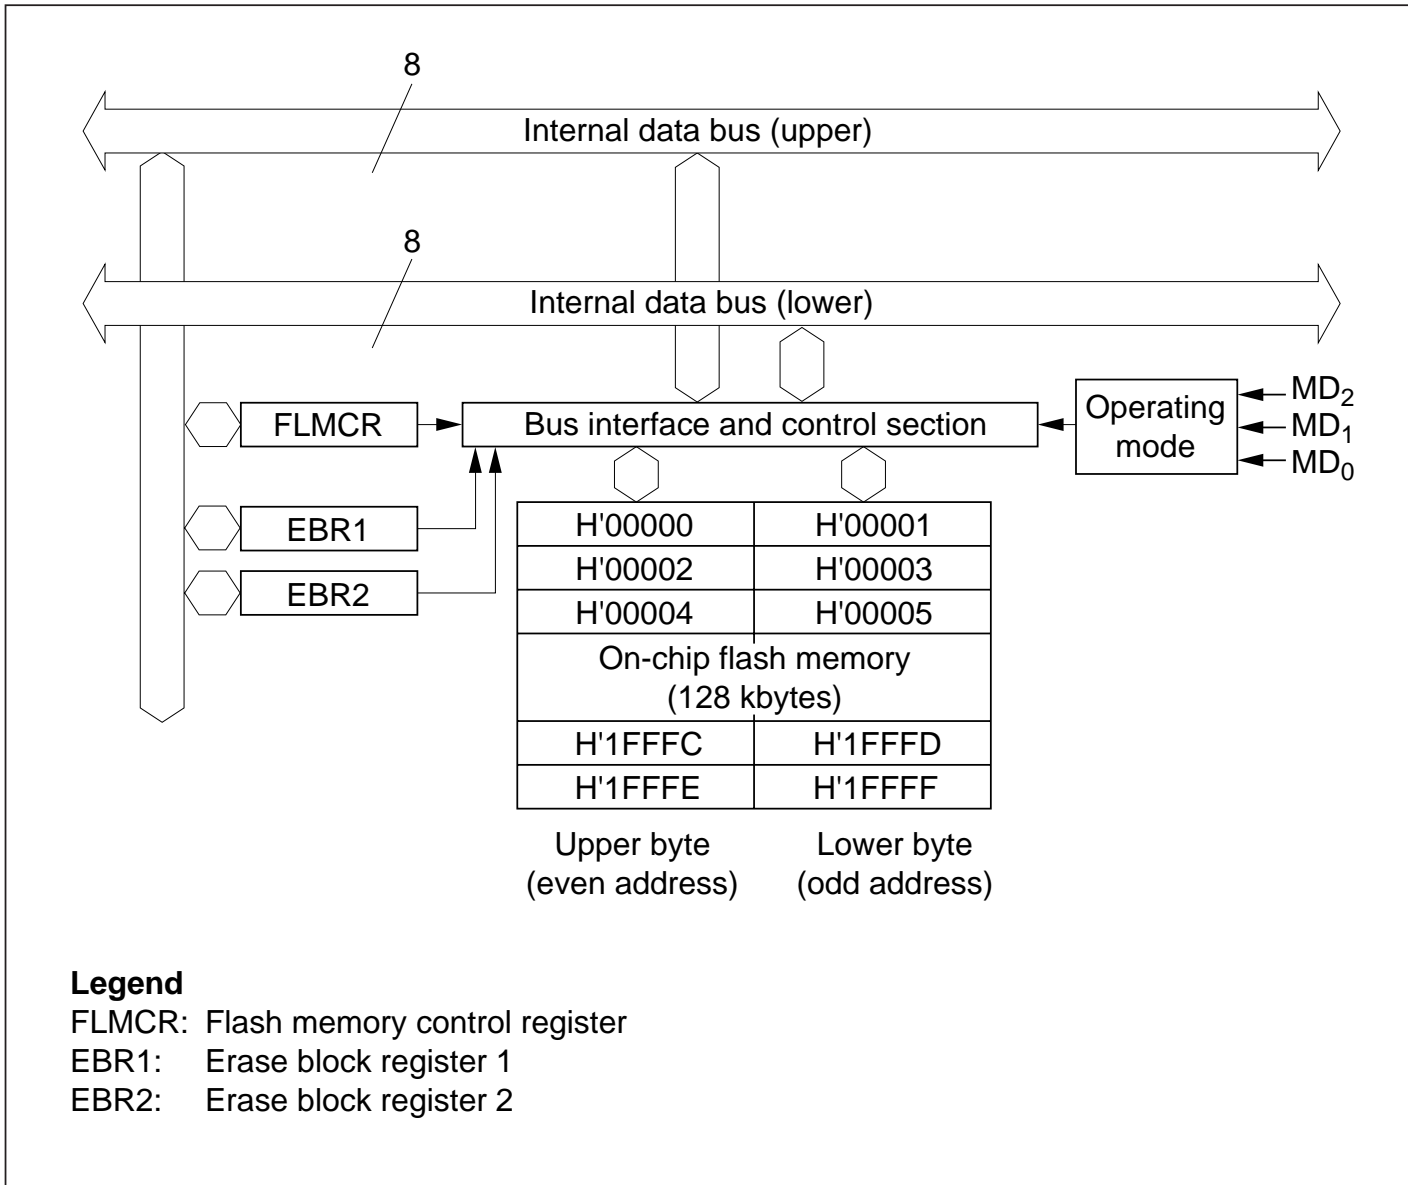 8
Internal data bus (upper)
8
Internal data bus (lower)
FLMCR
Bus interface and control section
Operating
mode
MD2
MD1
MD0
EBR1
EBR2
H'00000 H'00001
H'00002 H'00003
H'00004 H'00005
On-chip flash memory
(128 kbytes)
H'1FFFC H'1FFFD
H'1FFFE H'1FFFF
Upper byte
(even address)
Lower byte
(odd address)
Legend
FLMCR: Flash memory control register
EBR1: Erase block register 1
EBR2: Erase block register 2